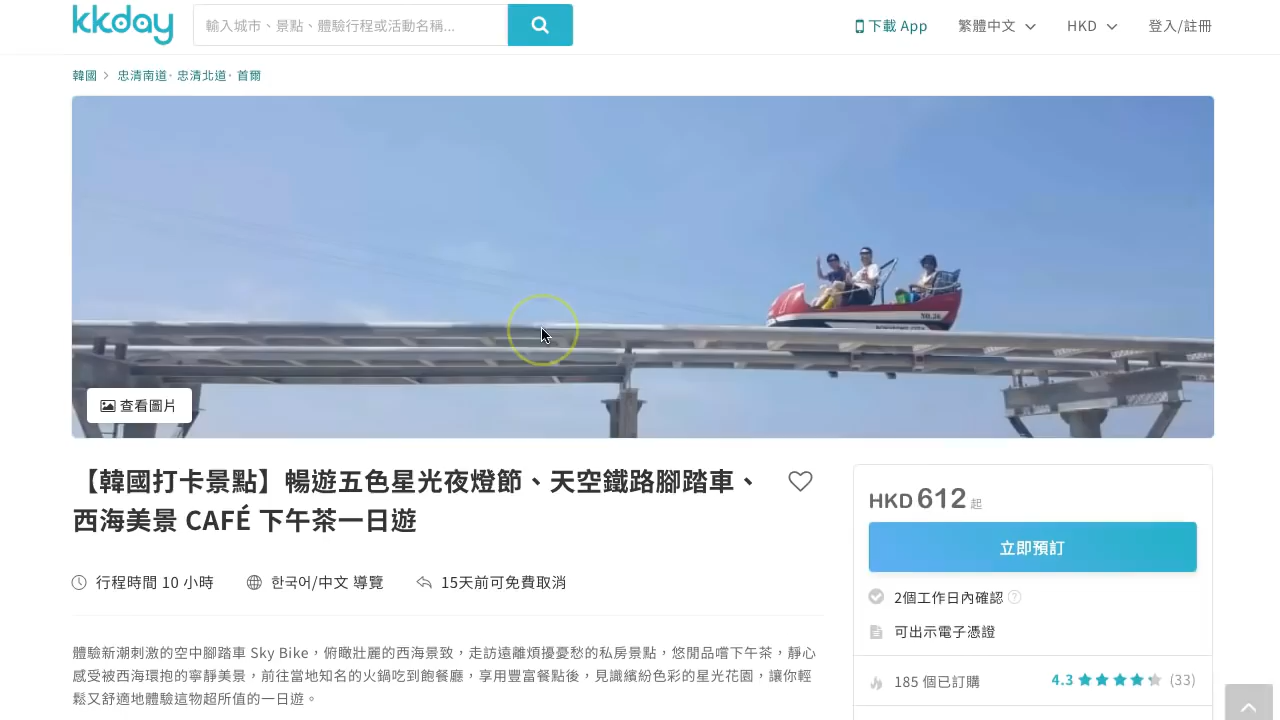 kkday
輸入城市、景點、體驗行程或活動名稱...
下載 App
繁體中文
HKD
登入/註冊
韓國 > 忠清南道· 忠清北道· 首爾
查看圖片
【韓國打卡景點】暢遊五色星光夜燈節、天空鐵路腳踏車、
西海美景 CAFÉ 下午茶一日遊
行程時間 10 小時
한국어/中文 導覽
15天前可免費取消
體驗新潮刺激的空中腳踏車 Sky Bike，俯瞰壯麗的西海景致，走訪遠離煩擾憂愁的私房景點，悠閒品嚐下午茶，靜心
感受被西海環抱的寧靜美景，前往當地知名的火鍋吃到飽餐廳，享用豐富餐點後，見識繽紛色彩的星光花園，讓你輕
鬆又舒適地體驗這物超所值的一日遊。
HKD 612 起
立即預訂
2個工作日內確認 ?
可出示電子憑證
185 個已訂購
4.3 (33)